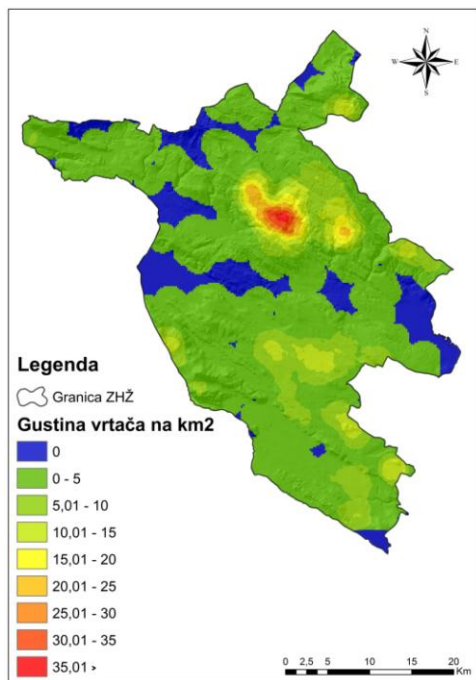 N
W E
S
Legenda
Granica ZHŽ
Gustina vrtača na km2
0
0 - 5
5,01 - 10
10,01 - 15
15,01 - 20
20,01 - 25
25,01 - 30
30,01 - 35
35,01 >
0 2,5 5 10 15 20
Km